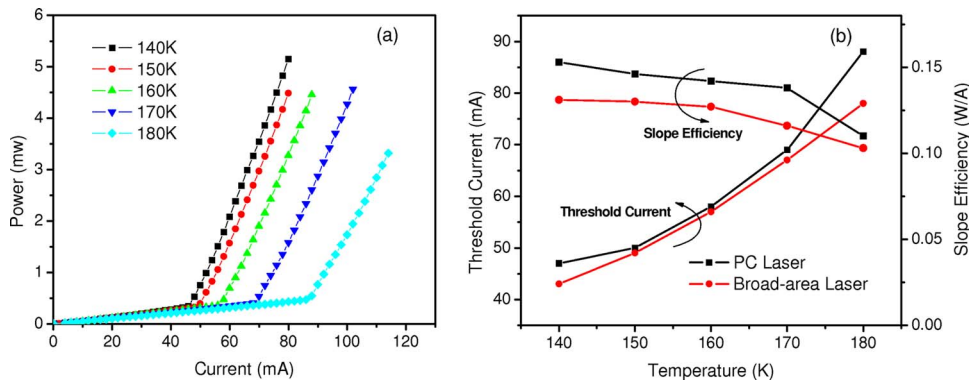 (a)
140K
150K
160K
170K
180K
6
5
4
3
2
1
0
Power (mw)
0 20 40 60 80 100 120
Current (mA)
(b)
90
80
70
60
50
40
Threshold Current (mA)
0.15
0.10
0.05
0.00
Slope Efficiency (W/A)
Slope Efficiency
Threshold Current
PC Laser
Broad-area Laser
140 150 160 170 180
Temperature (K)